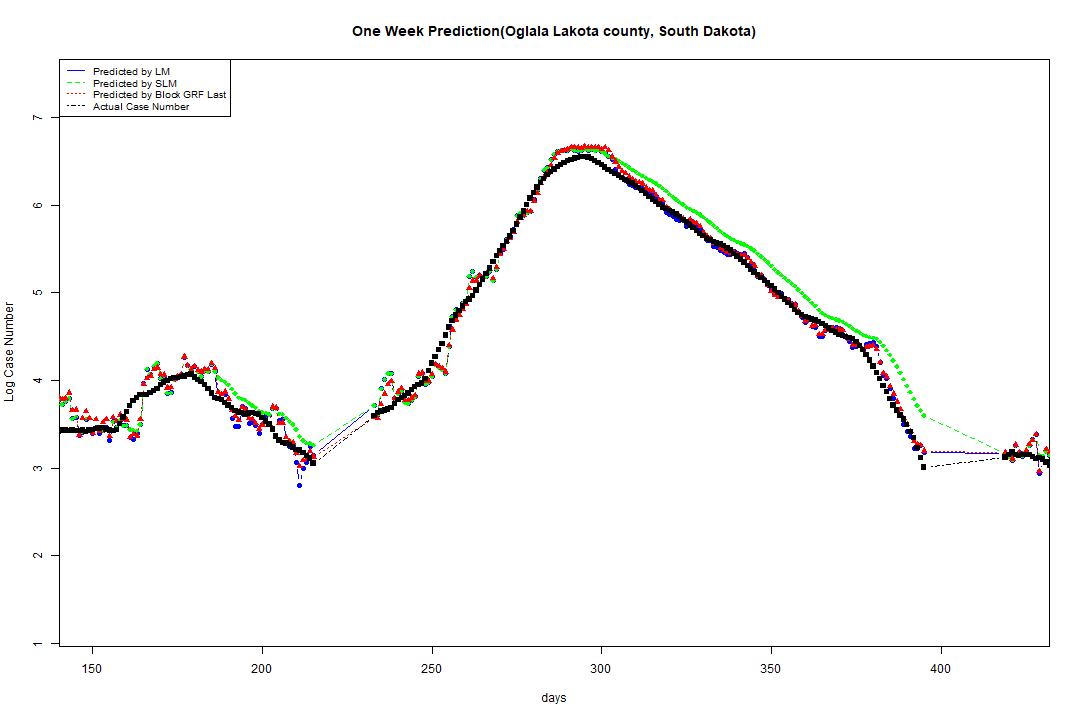 One Week Prediction(Oglala Lakota county, South Dakota)
Predicted by LM
Predicted by SLM
Predicted by Block GRF Last
Actual Case Number
7
6
5
4
3
2
1
Log Case Number
150 200 250 300 350 400
days